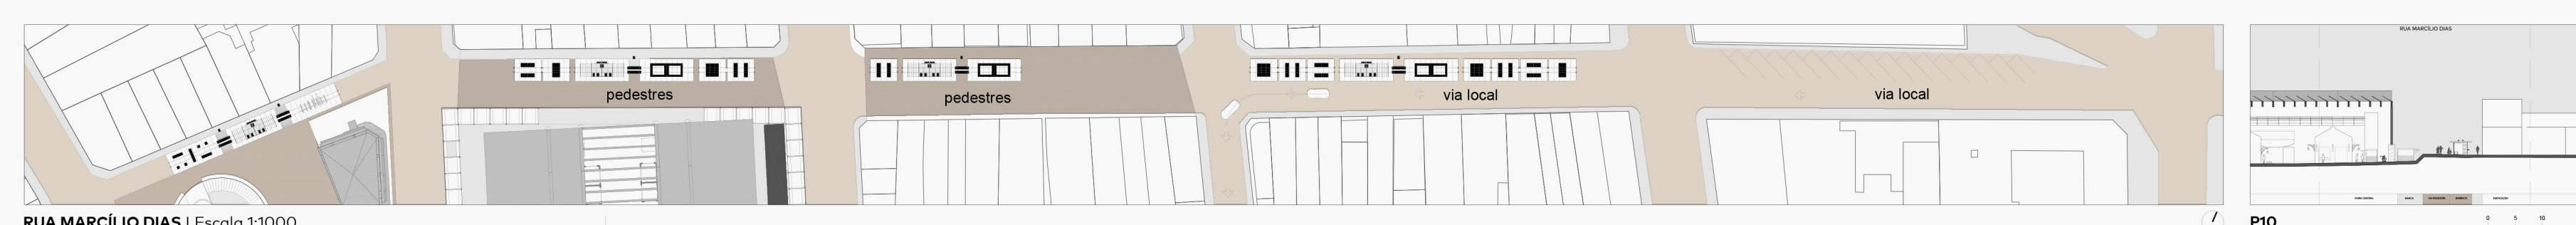 RUA MARCÍLIO DIAS
pedestres
pedestres
via local
via local
RUA MARCÍLIO DIAS | Escala 1:1000
P10
0 5 10